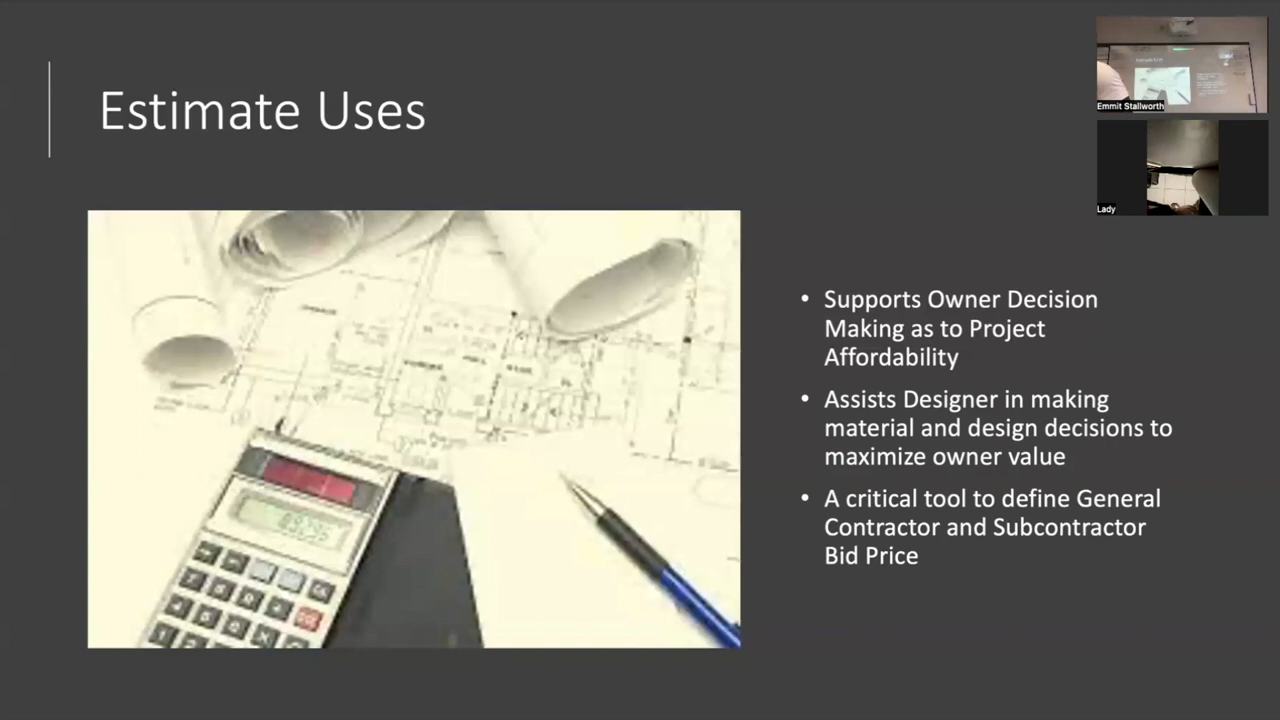 Estimate Uses
Emmit Stallworth
Lady
• Supports Owner Decision
Making as to Project
Affordability
• Assists Designer in making
material and design decisions to
maximize owner value
• A critical tool to define General
Contractor and Subcontractor
Bid Price